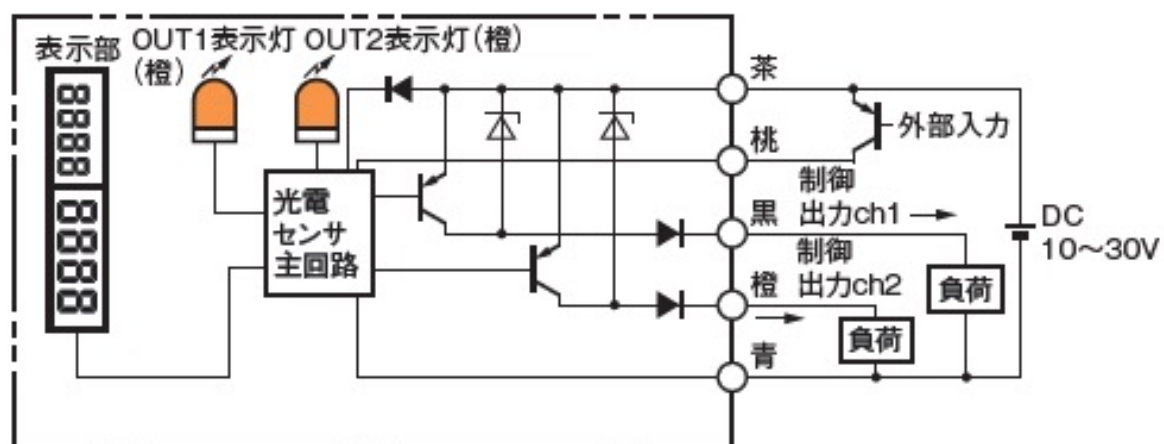 表示部
OUT1表示灯
(橙)
OUT2表示灯(橙)
8888
8888
光電
センサ
主回路
茶
桃
黒
橙
青
外部入力
制御
出力ch1
制御
出力ch2
負荷
負荷
DC
10～30V